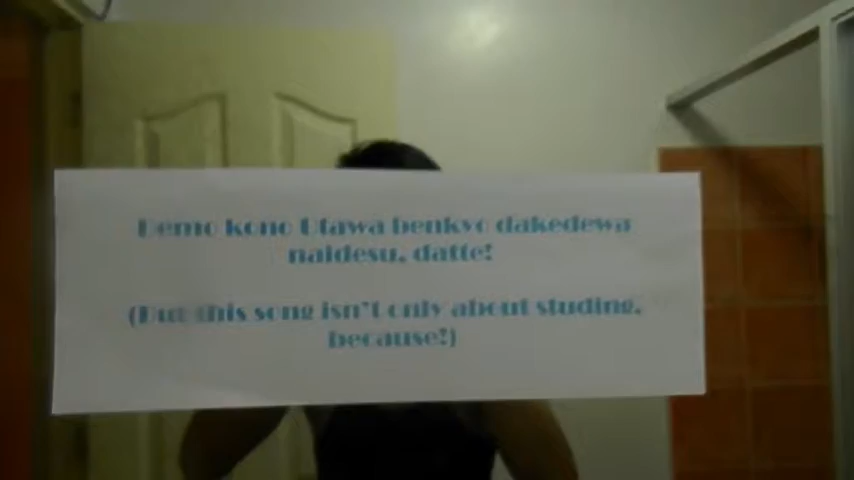 Demo kono Utawa benkyo dakedewa
naidesu, datte!
(But this song isn't only about studing,
because!)